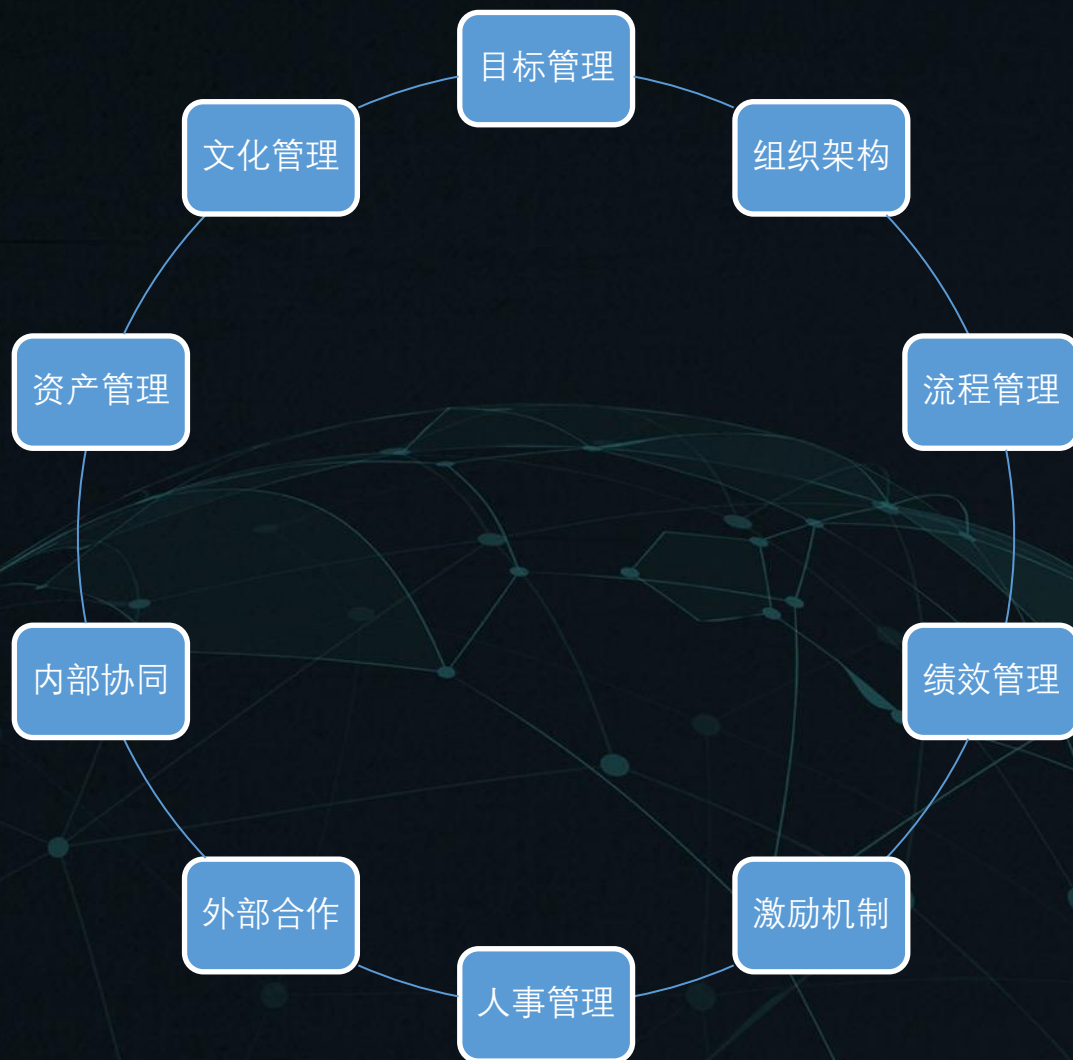 目标管理
组织架构
流程管理
绩效管理
激励机制
人事管理
外部合作
内部协同
资产管理
文化管理